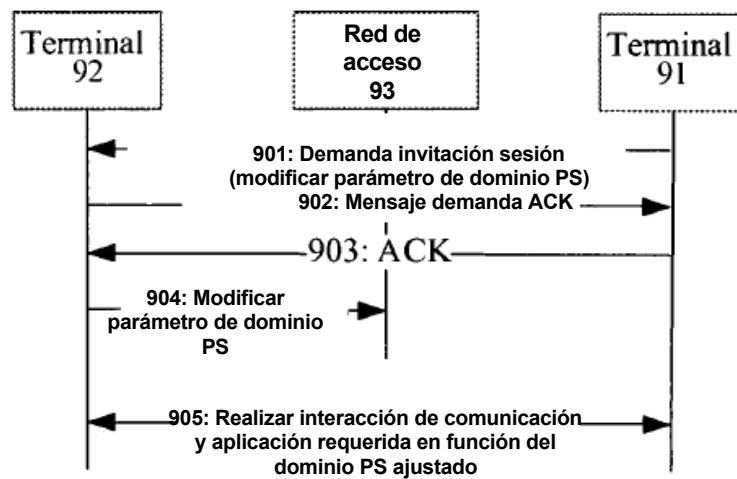 Terminal
92
Red de
acceso
93
Terminal
91
901: Demanda invitación sesión
(modificar parámetro de dominio PS)
902: Mensaje demanda ACK
903: ACK
904: Modificar
parámetro de dominio
PS
905: Realizar interacción de comunicación
y aplicación requerida en función del
dominio PS ajustado